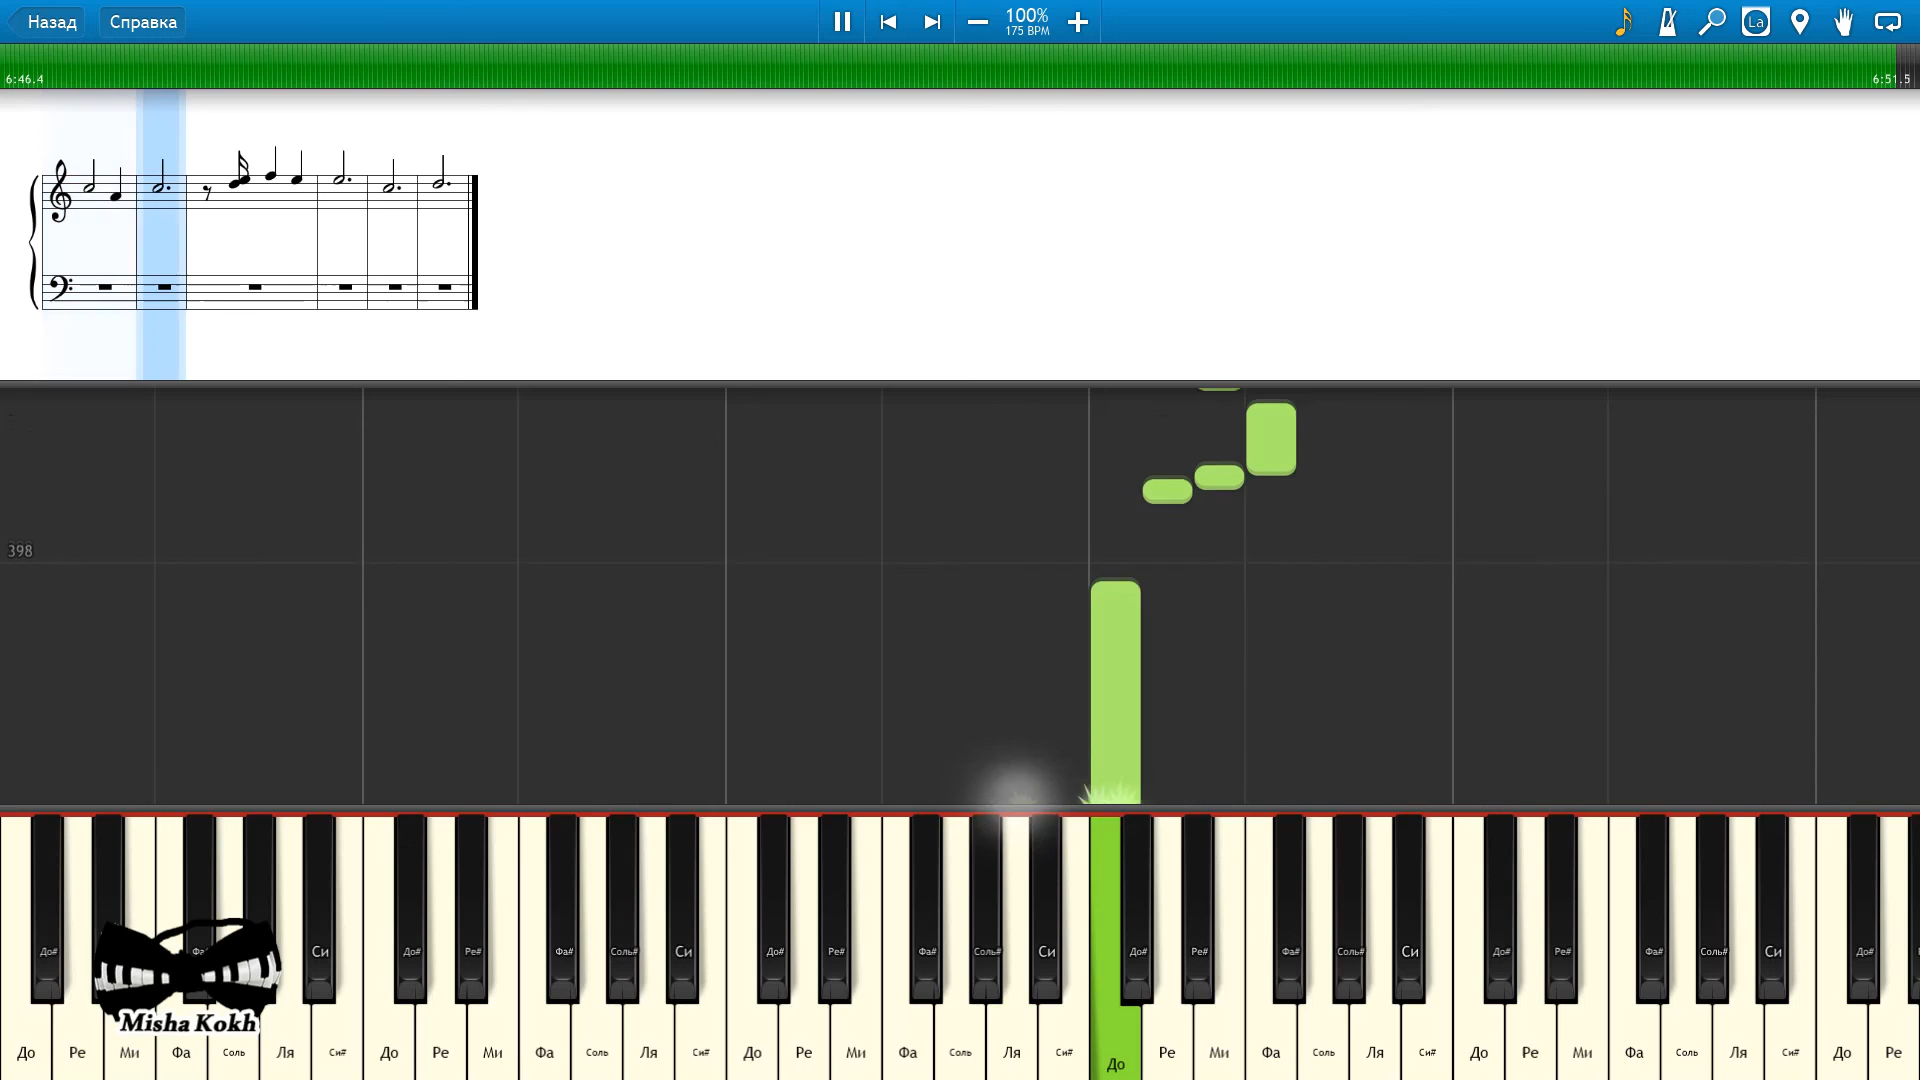 Назад
Справка
100%
175 BPM
La
6:46.4
6:51.5
398
До# Фа# Си До# Ре# Фа# Соль# Си До# Ре# Фа# Соль# Си До# Ре# Фа# Соль# Си До# Ре# Фа# Соль# Си До#
Misha Kokh
До Ре Ми Фа Соль Ля Си# До Ре Ми Фа Соль Ля Си# До Ре Ми Фа Соль Ля Си# До Ре Ми Фа Соль Ля Си# До Ре Ми Фа Соль Ля Си# До Ре